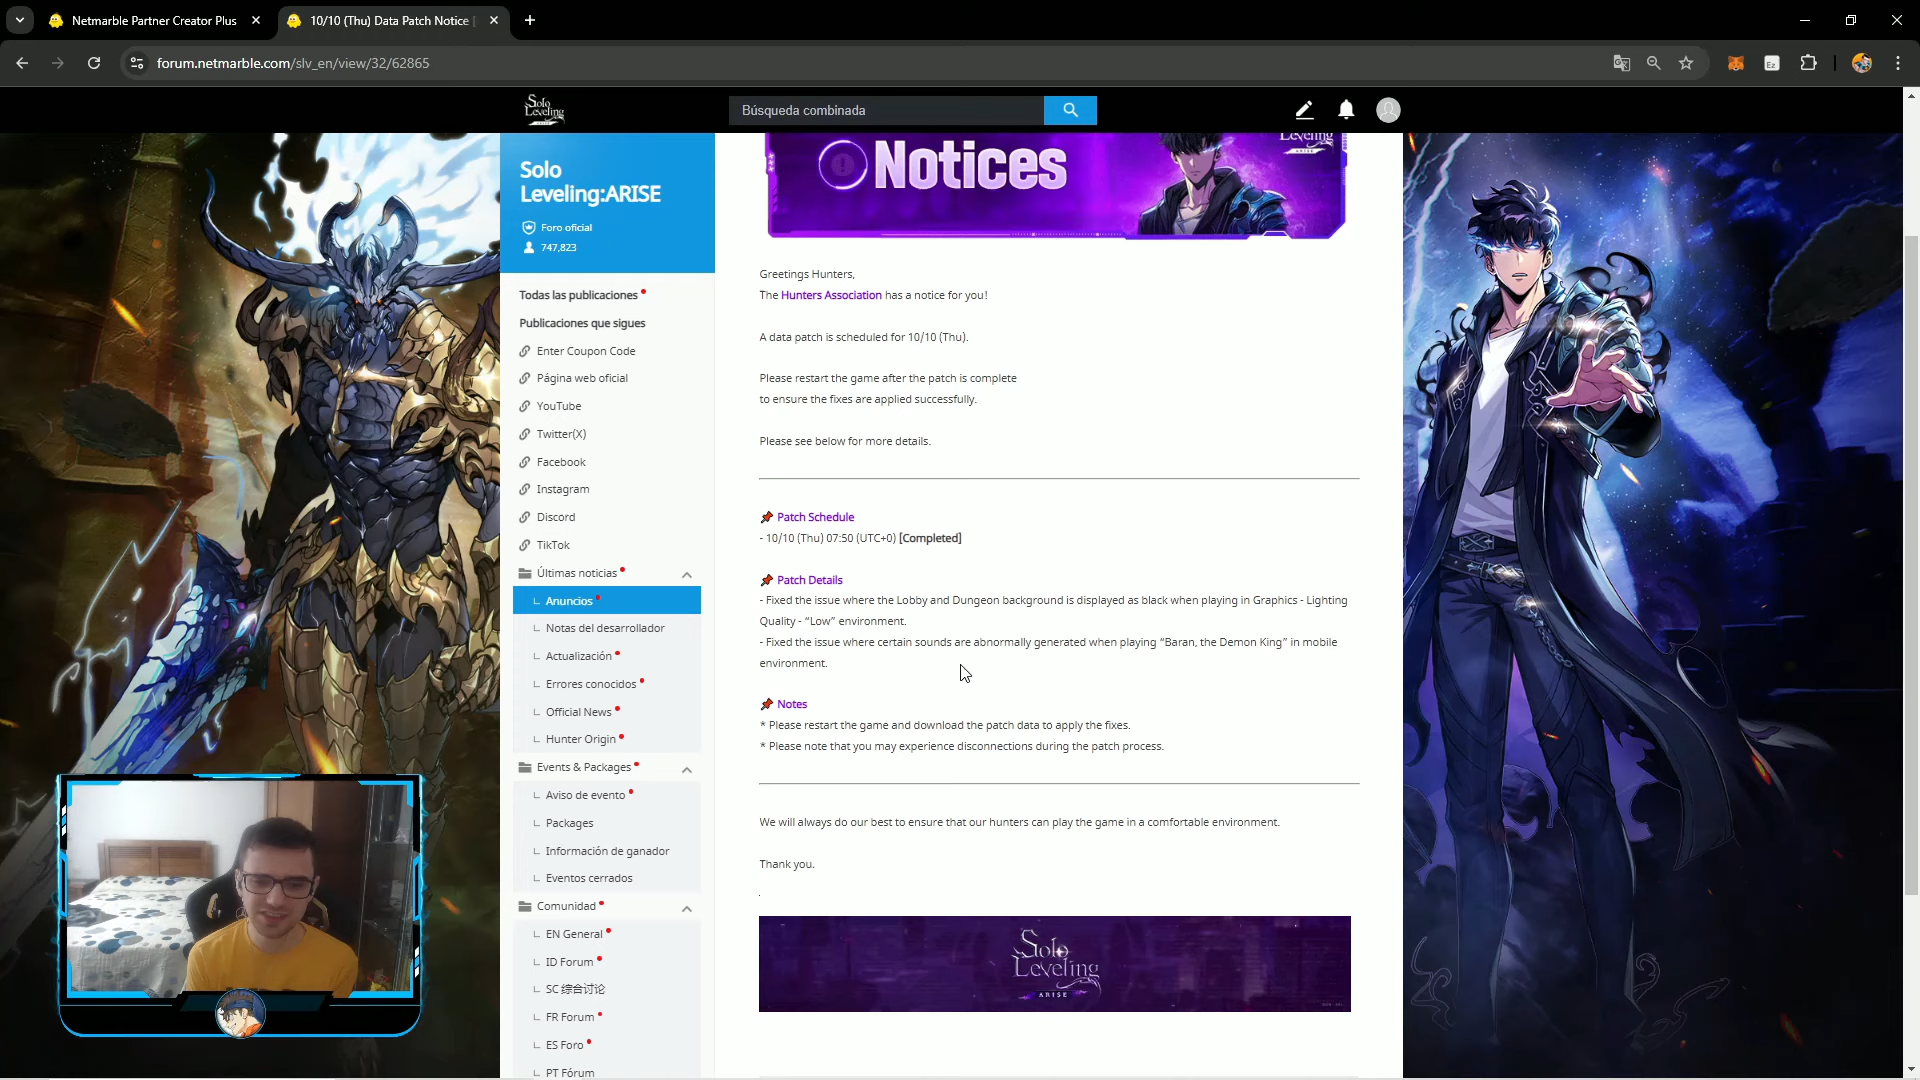 Netmarble Partner Creator Plus
10/10 (Thu) Data Patch Notice
forum.netmarble.com/slv_en/view/32/62865
Ez
Solo
Leveling
ARISE
Búsqueda combinada
Solo
Leveling:ARISE
Foro oficial
747,823
Todas las publicaciones
Publicaciones que sigues
Enter Coupon Code
Página web oficial
YouTube
Twitter(X)
Facebook
Instagram
Discord
TikTok
Últimas noticias
Anuncios
Notas del desarrollador
Actualización
Errores conocidos
Official News
Hunter Origin
Events & Packages
Aviso de evento
Packages
Información de ganador
Eventos cerrados
Comunidad
EN General
ID Forum
SC 综合讨论
FR Forum
ES Foro
PT Fórum
Leveling
Notices
Greetings Hunters,
The Hunters Association has a notice for you!
A data patch is scheduled for 10/10 (Thu).
Please restart the game after the patch is complete
to ensure the fixes are applied successfully.
Please see below for more details.
📌 Patch Schedule
- 10/10 (Thu) 07:50 (UTC+0) [Completed]
📌 Patch Details
- Fixed the issue where the Lobby and Dungeon background is displayed as black when playing in Graphics - Lighting
Quality - “Low” environment.
- Fixed the issue where certain sounds are abnormally generated when playing “Baran, the Demon King” in mobile
environment.
📌 Notes
* Please restart the game and download the patch data to apply the fixes.
* Please note that you may experience disconnections during the patch process.
We will always do our best to ensure that our hunters can play the game in a comfortable environment.
Thank you.
.
Solo
Leveling
ARISE